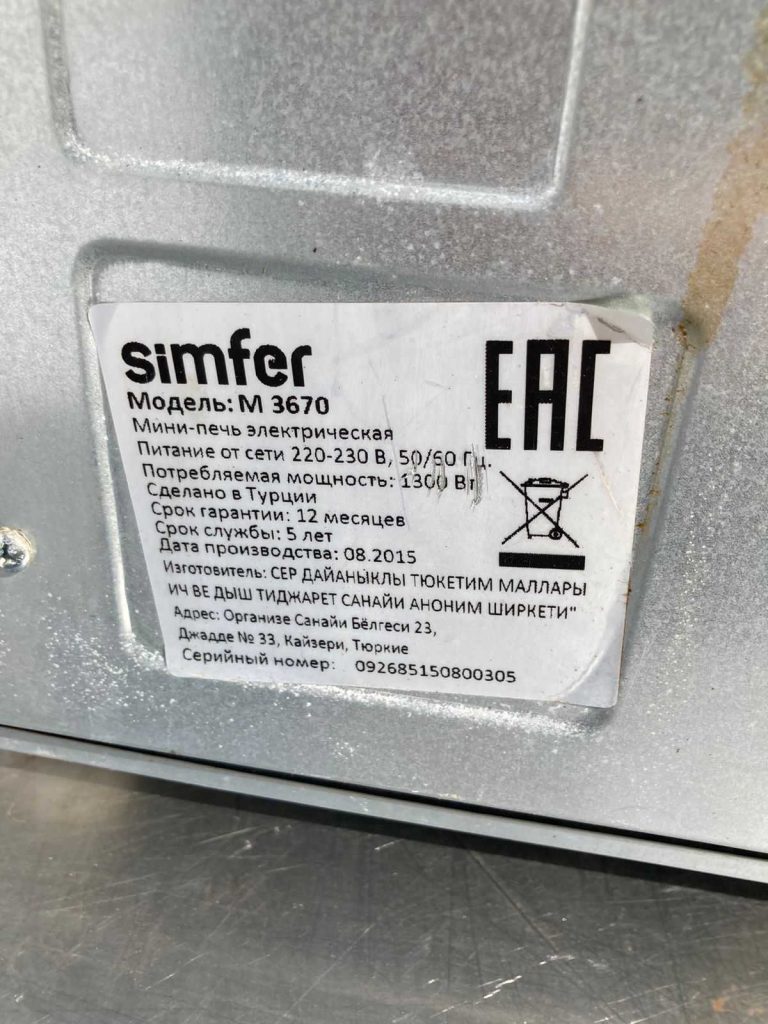 simfer
EAC
Модель: М 3670
Мини-печь электрическая
Питание от сети 220-230 В, 50/60 Гц.
Потребляемая мощность: 1300 Вт
Сделано в Турции
Срок гарантии: 12 месяцев
Срок службы: 5 лет
Дата производства: 08.2015
Изготовитель: СЕР ДАЙАНЫКЛЫ ТЮКЕТИМ МАЛЛАРЫ
ИЧ ВЕ ДЫШ ТИДЖАРЕТ САНАЙИ АНОНИМ ШИРКЕТИ"
Адрес: Организе Санайи Бёлгеси 23,
Джадде № 33, Кайзери, Тюркие
Серийный номер: 092685150800305